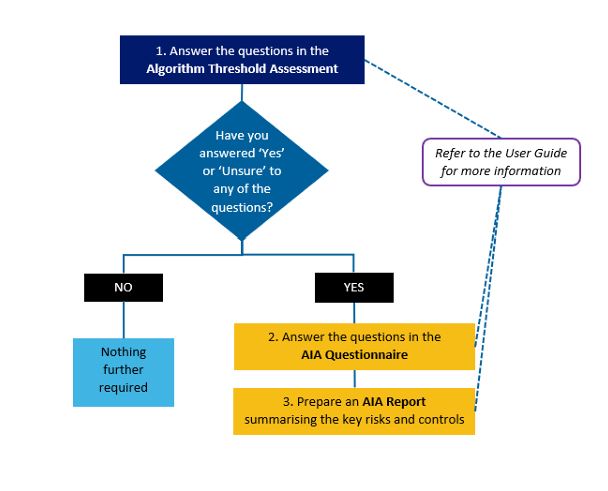 1. Answer the questions in the
Algorithm Threshold Assessment
Have you
answered ‘Yes’
or ‘Unsure’ to
any of the
questions?
Refer to the User Guide
for more information
NO
YES
Nothing
further
required
2. Answer the questions in the
AIA Questionnaire
3. Prepare an AIA Report
summarising the key risks and controls